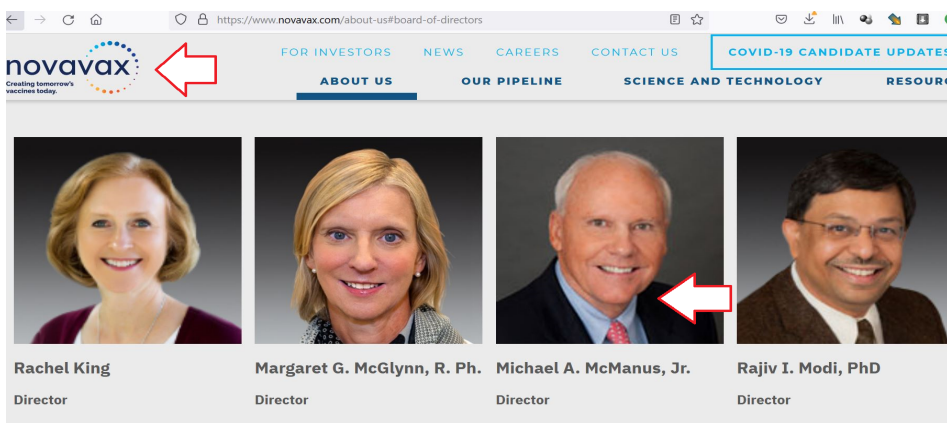 https://www.novavax.com/about-us#board-of-directors
novavax
Creating tomorrow's
vaccines today.
FOR INVESTORS NEWS CAREERS CONTACT US COVID-19 CANDIDATE UPDATES
ABOUT US OUR PIPELINE SCIENCE AND TECHNOLOGY RESOUR
Rachel King Margaret G. McGlynn, R. Ph. Michael A. McManus, Jr. Rajiv I. Modi, PhD
Director Director Director Director